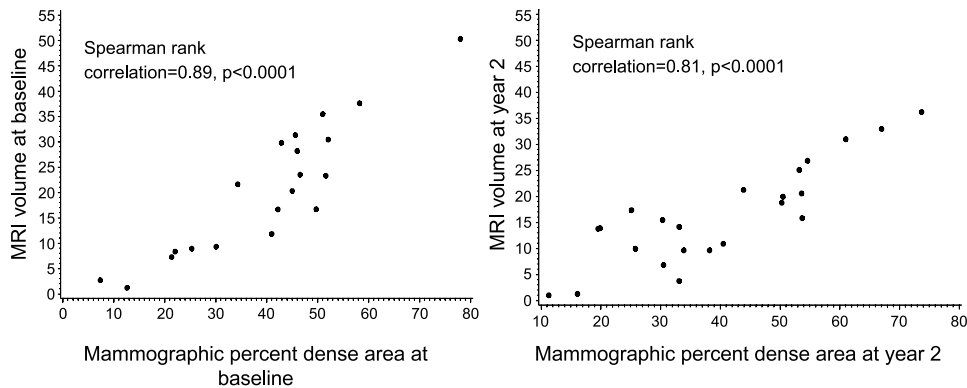 55
50
45
40
35
30
25
20
15
10
5
0
MRI volume at baseline
Spearman rank
correlation=0.89, p<0.0001
0 10 20 30 40 50 60 70 80
Mammographic percent dense area at
baseline
55
50
45
40
35
30
25
20
15
10
5
0
MRI volume at year 2
Spearman rank
correlation=0.81, p<0.0001
10 20 30 40 50 60 70 80
Mammographic percent dense area at year 2